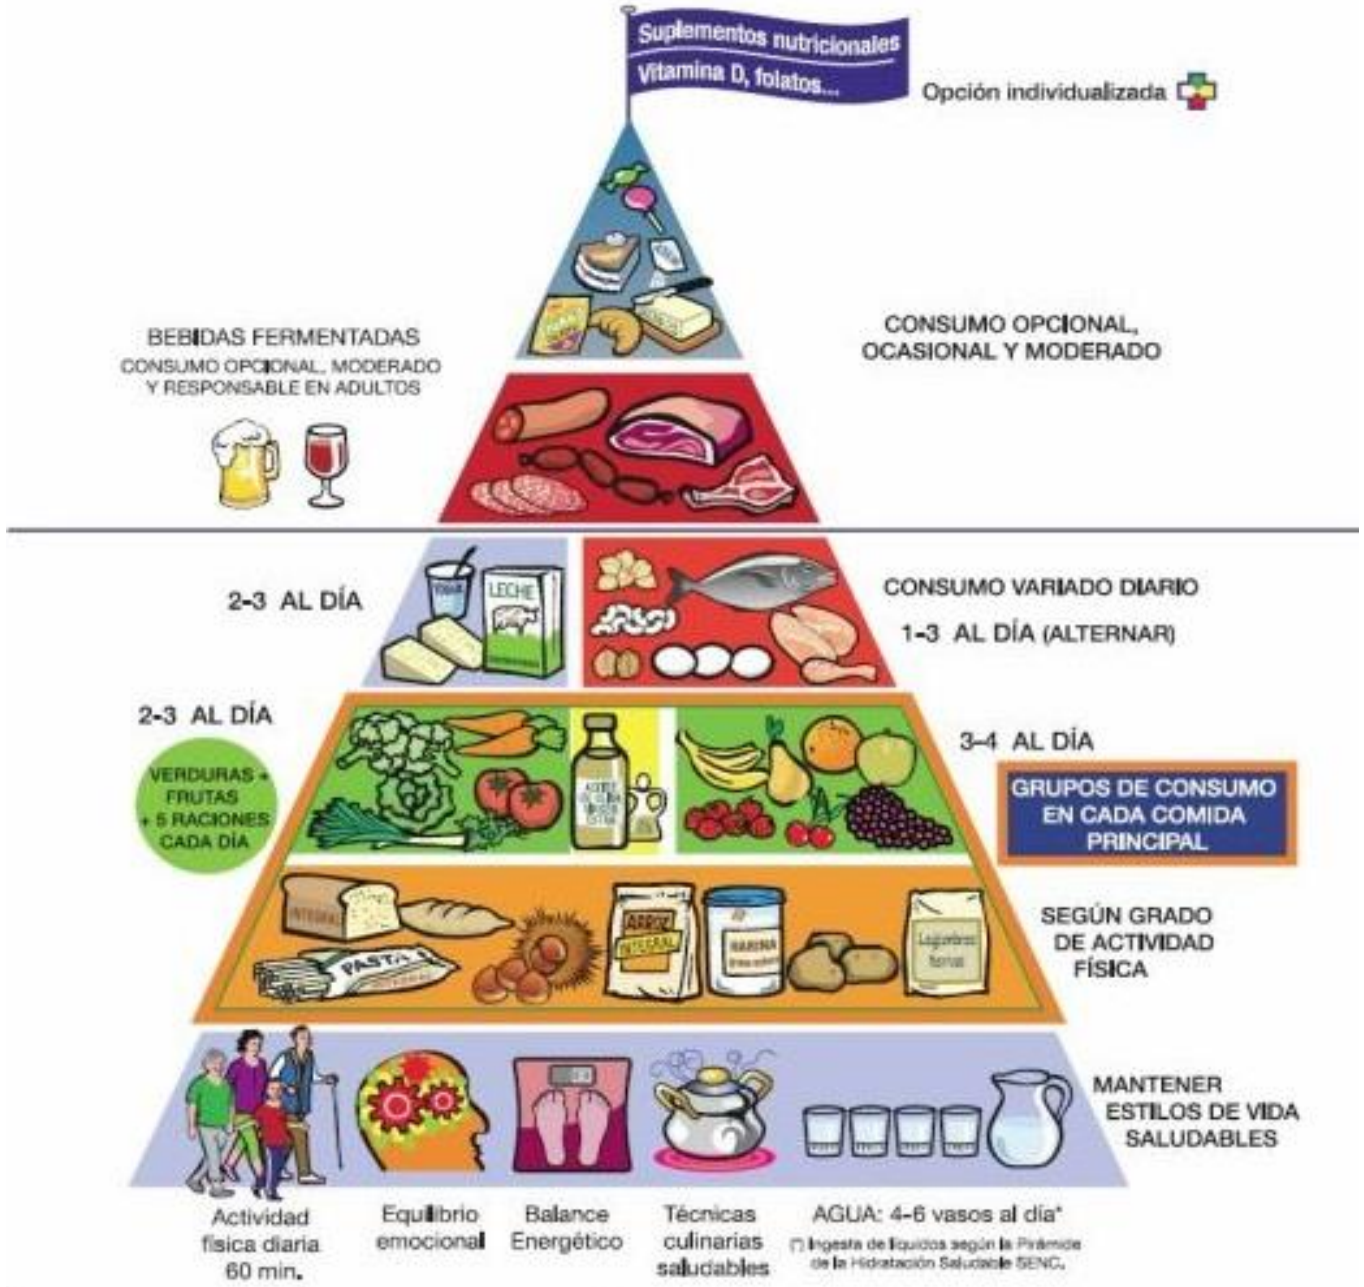 Suplementos nutricionales
Vitamina D, folatos...
Opción individualizada
BEBIDAS FERMENTADAS
CONSUMO OPCIONAL, MODERADO
Y RESPONSABLE EN ADULTOS
CONSUMO OPCIONAL,
OCASIONAL Y MODERADO
2-3 AL DÍA
LECHE
CONSUMO VARIADO DIARIO
1-3 AL DÍA (ALTERNAR)
2-3 AL DÍA
VERDURAS +
FRUTAS
+ 5 RACIONES
CADA DÍA
ACEITE
DE OLIVA
VIRGEN
EXTRA
3-4 AL DÍA
GRUPOS DE CONSUMO
EN CADA COMIDA
PRINCIPAL
INTEGRAL
PASTA
ARROZ
INTEGRAL
HARINA
Legumbres
SEGÚN GRADO
DE ACTIVIDAD
FÍSICA
MANTENER
ESTILOS DE VIDA
SALUDABLES
Actividad
física diaria
60 min.
Equilibrio
emocional
Balance
Energético
Técnicas
culinarias
saludables
AGUA: 4-6 vasos al día*
(*) Ingesta de líquidos según la Pirámide
de la Hidratación Saludable SENC.